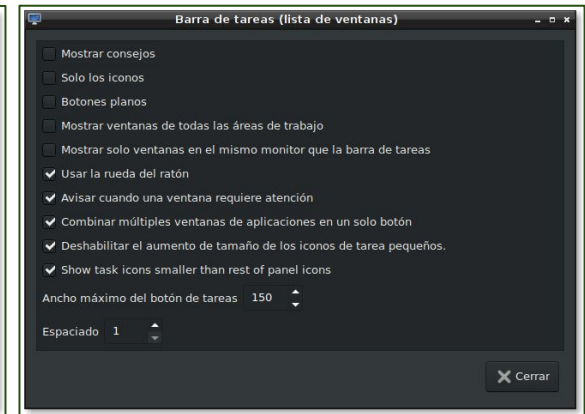 Barra de tareas (lista de ventanas)
Mostrar consejos
Solo los iconos
Botones planos
Mostrar ventanas de todas las áreas de trabajo
Mostrar solo ventanas en el mismo monitor que la barra de tareas
Usar la rueda del ratón
Avisar cuando una ventana requiere atención
Combinar múltiples ventanas de aplicaciones en un solo botón
Deshabilitar el aumento de tamaño de los iconos de tarea pequeños.
Show task icons smaller than rest of panel icons
Ancho máximo del botón de tareas 150
Espaciado 1
Cerrar